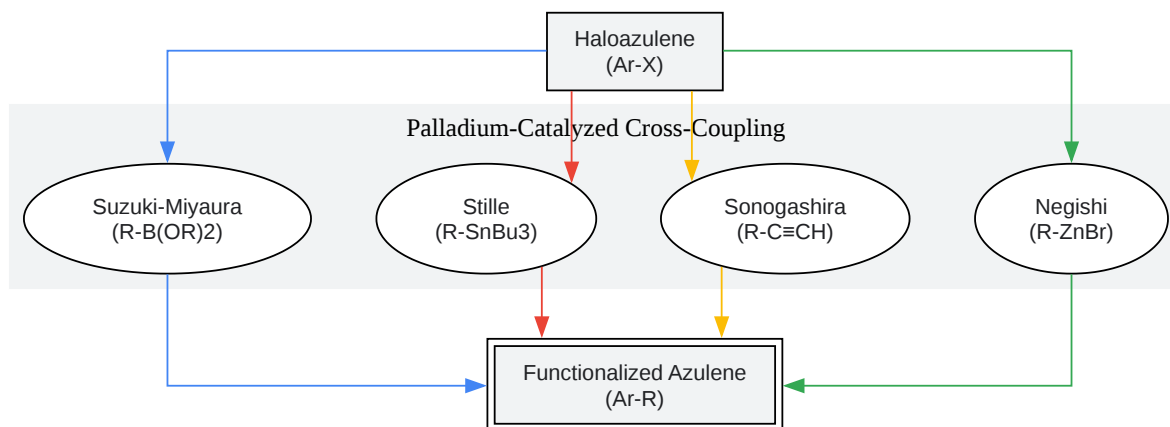 Haloazulene
(Ar-X)
Palladium-Catalyzed Cross-Coupling
Suzuki-Miyaura
(R-B(OR)2)
Stille
(R-SnBu3)
Sonogashira
(R-C≡CH)
Negishi
(R-ZnBr)
Functionalized Azulene
(Ar-R)